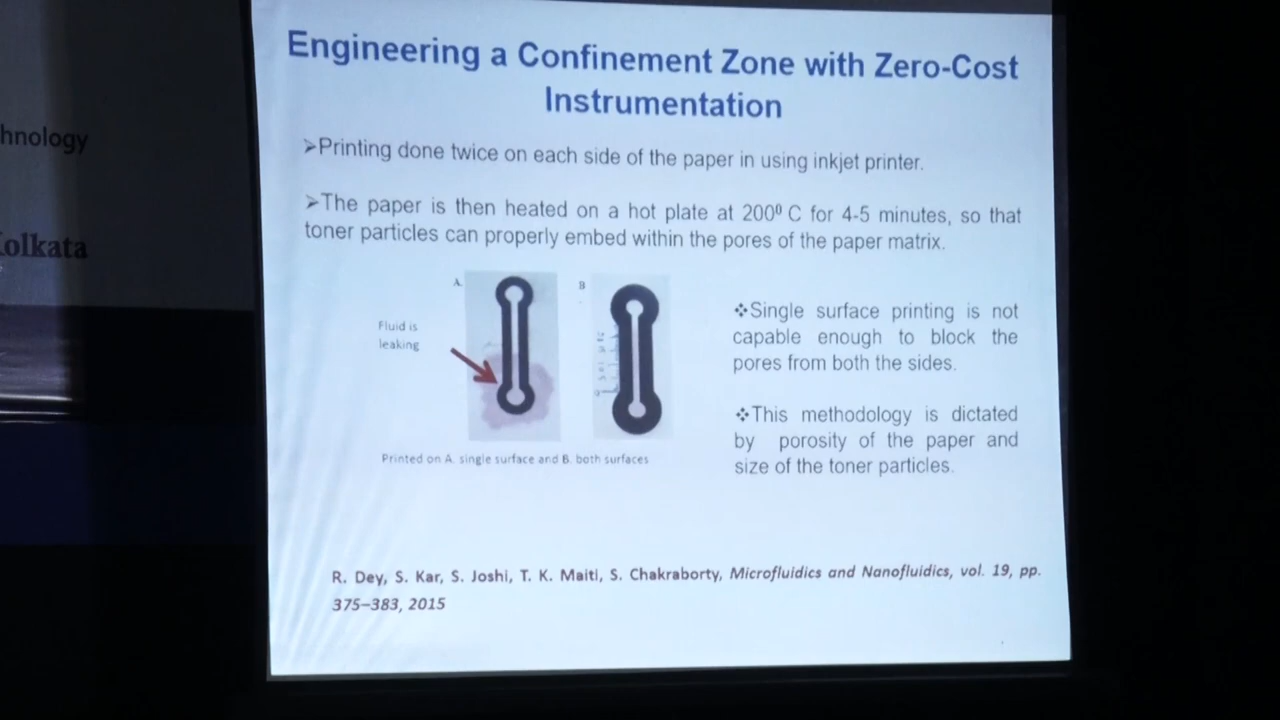 hnology
Kolkata
Engineering a Confinement Zone with Zero-Cost
Instrumentation
➢Printing done twice on each side of the paper in using inkjet printer.
➢The paper is then heated on a hot plate at 200⁰ C for 4-5 minutes, so that
toner particles can properly embed within the pores of the paper matrix.
A.
B
Fluid is
leaking
Printed on A. single surface and B. both surfaces
❖Single surface printing is not
capable enough to block the
pores from both the sides.
❖This methodology is dictated
by porosity of the paper and
size of the toner particles.
R. Dey, S. Kar, S. Joshi, T. K. Maiti, S. Chakraborty, Microfluidics and Nanofluidics, vol. 19, pp.
375–383, 2015